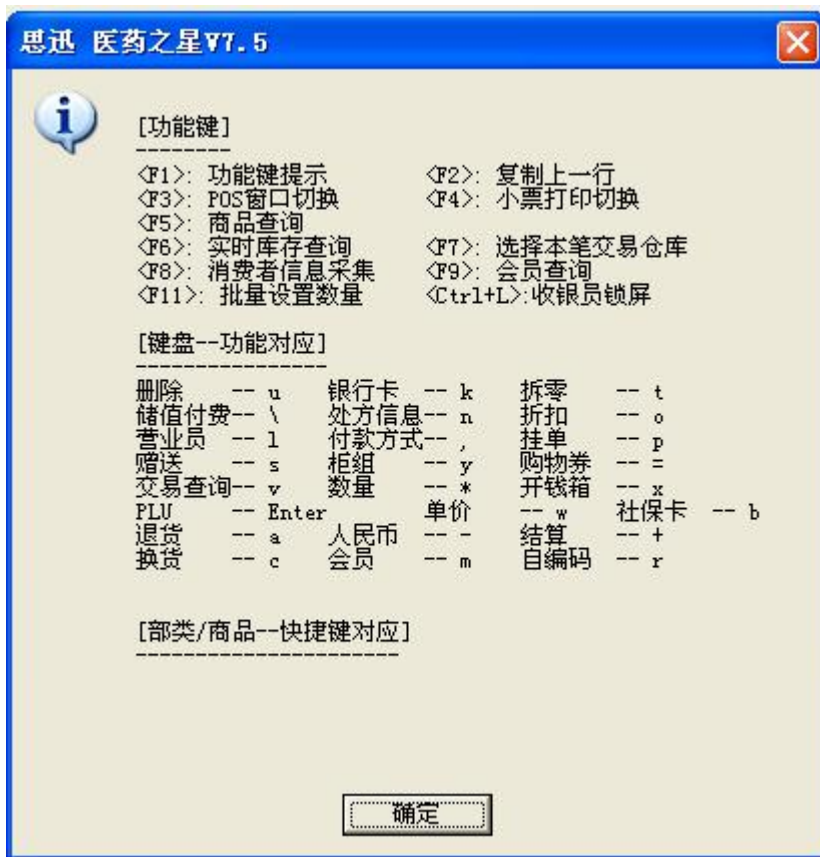 思迅 医药之星V7.5
[功能键]
--------
<F1>: 功能键提示 <F2>: 复制上一行
<F3>: POS窗口切换 <F4>: 小票打印切换
<F5>: 商品查询
<F6>: 实时库存查询 <F7>: 选择本笔交易仓库
<F8>: 消费者信息采集 <F9>: 会员查询
<F11>: 批量设置数量 <Ctrl+L>:收银员锁屏
[键盘--功能对应]
-----------------
删除 -- u 银行卡 -- k 拆零 -- t
储值付费-- \ 处方信息-- n 折扣 -- o
营业员 -- l 付款方式-- , 挂单 -- p
赠送 -- s 柜组 -- y 购物券 -- =
交易查询-- v 数量 -- * 开钱箱 -- x
PLU -- Enter 单价 -- w 社保卡 -- b
退货 -- a 人民币 -- - 结算 -- +
换货 -- c 会员 -- m 自编码 -- r
[部类/商品--快捷键对应]
-----------------------
确定